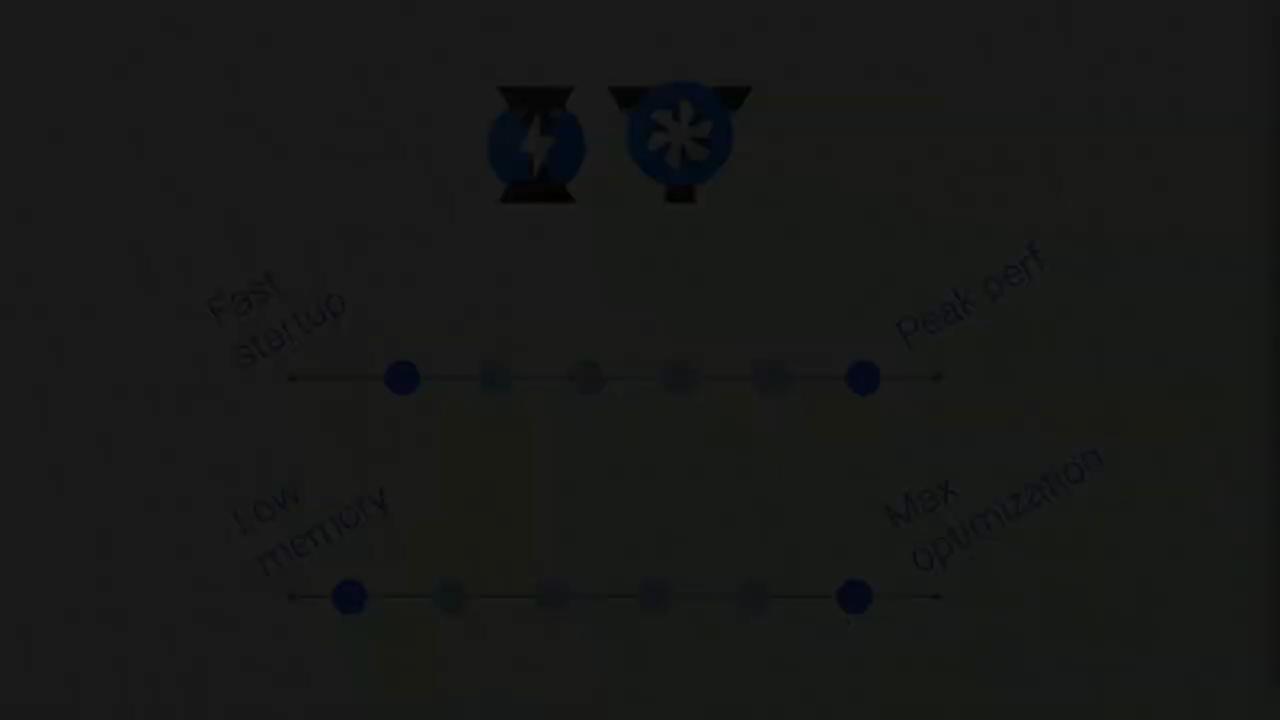 Fast
startup
Peak perf
Low
memory
Max
optimization